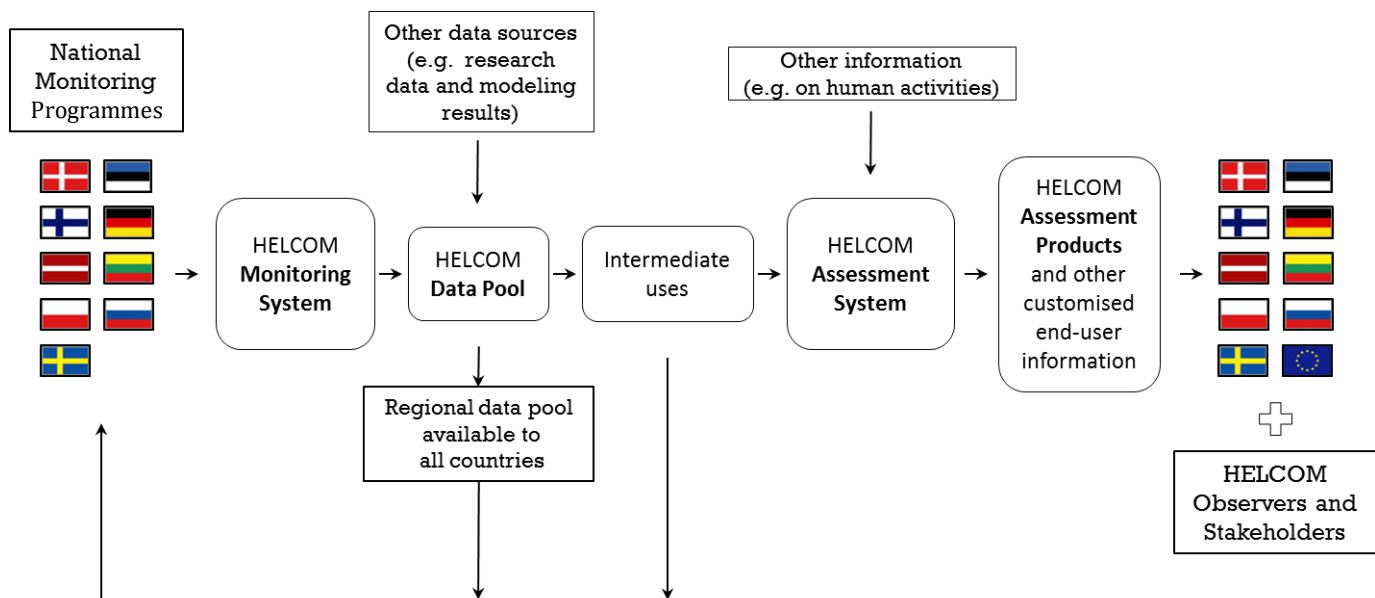 National
Monitoring
Programmes
Other data sources
(e.g. research
data and modeling
results)
Other information
(e.g. on human activities)
HELCOM
Monitoring
System
HELCOM
Data Pool
Intermediate
uses
HELCOM
Assessment
System
HELCOM
Assessment
Products
and other
customised
end-user
information
Regional data pool
available to
all countries
HELCOM
Observers and
Stakeholders